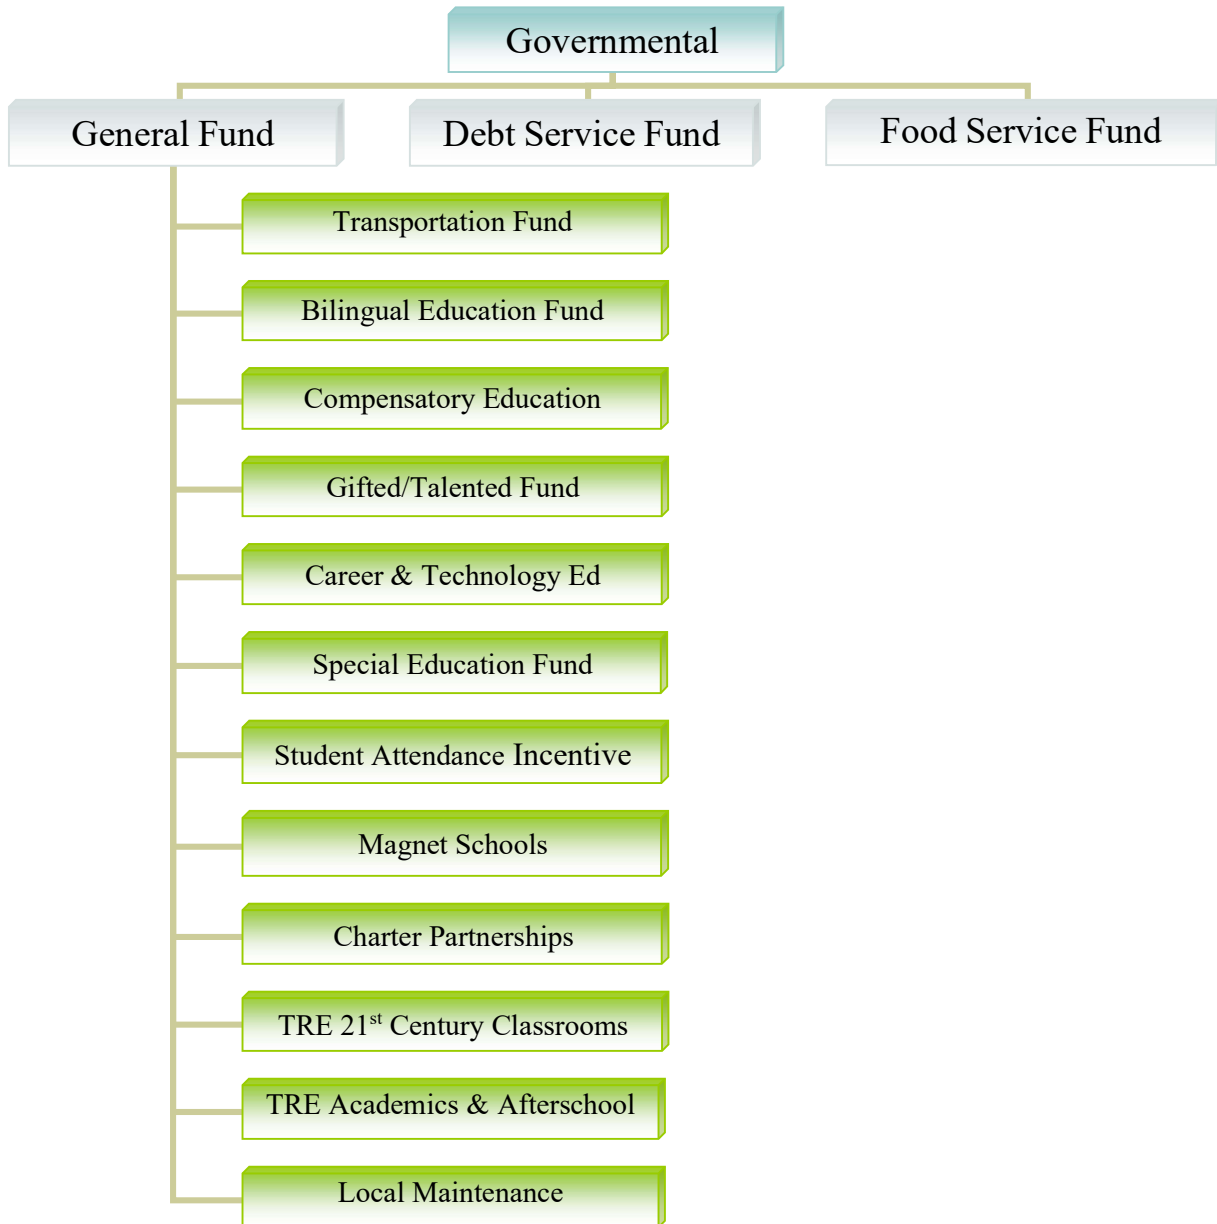 Governmental
General Fund
Debt Service Fund
Food Service Fund
Transportation Fund
Bilingual Education Fund
Compensatory Education
Gifted/Talented Fund
Career & Technology Ed
Special Education Fund
Student Attendance Incentive
Magnet Schools
Charter Partnerships
TRE 21st Century Classrooms
TRE Academics & Afterschool
Local Maintenance